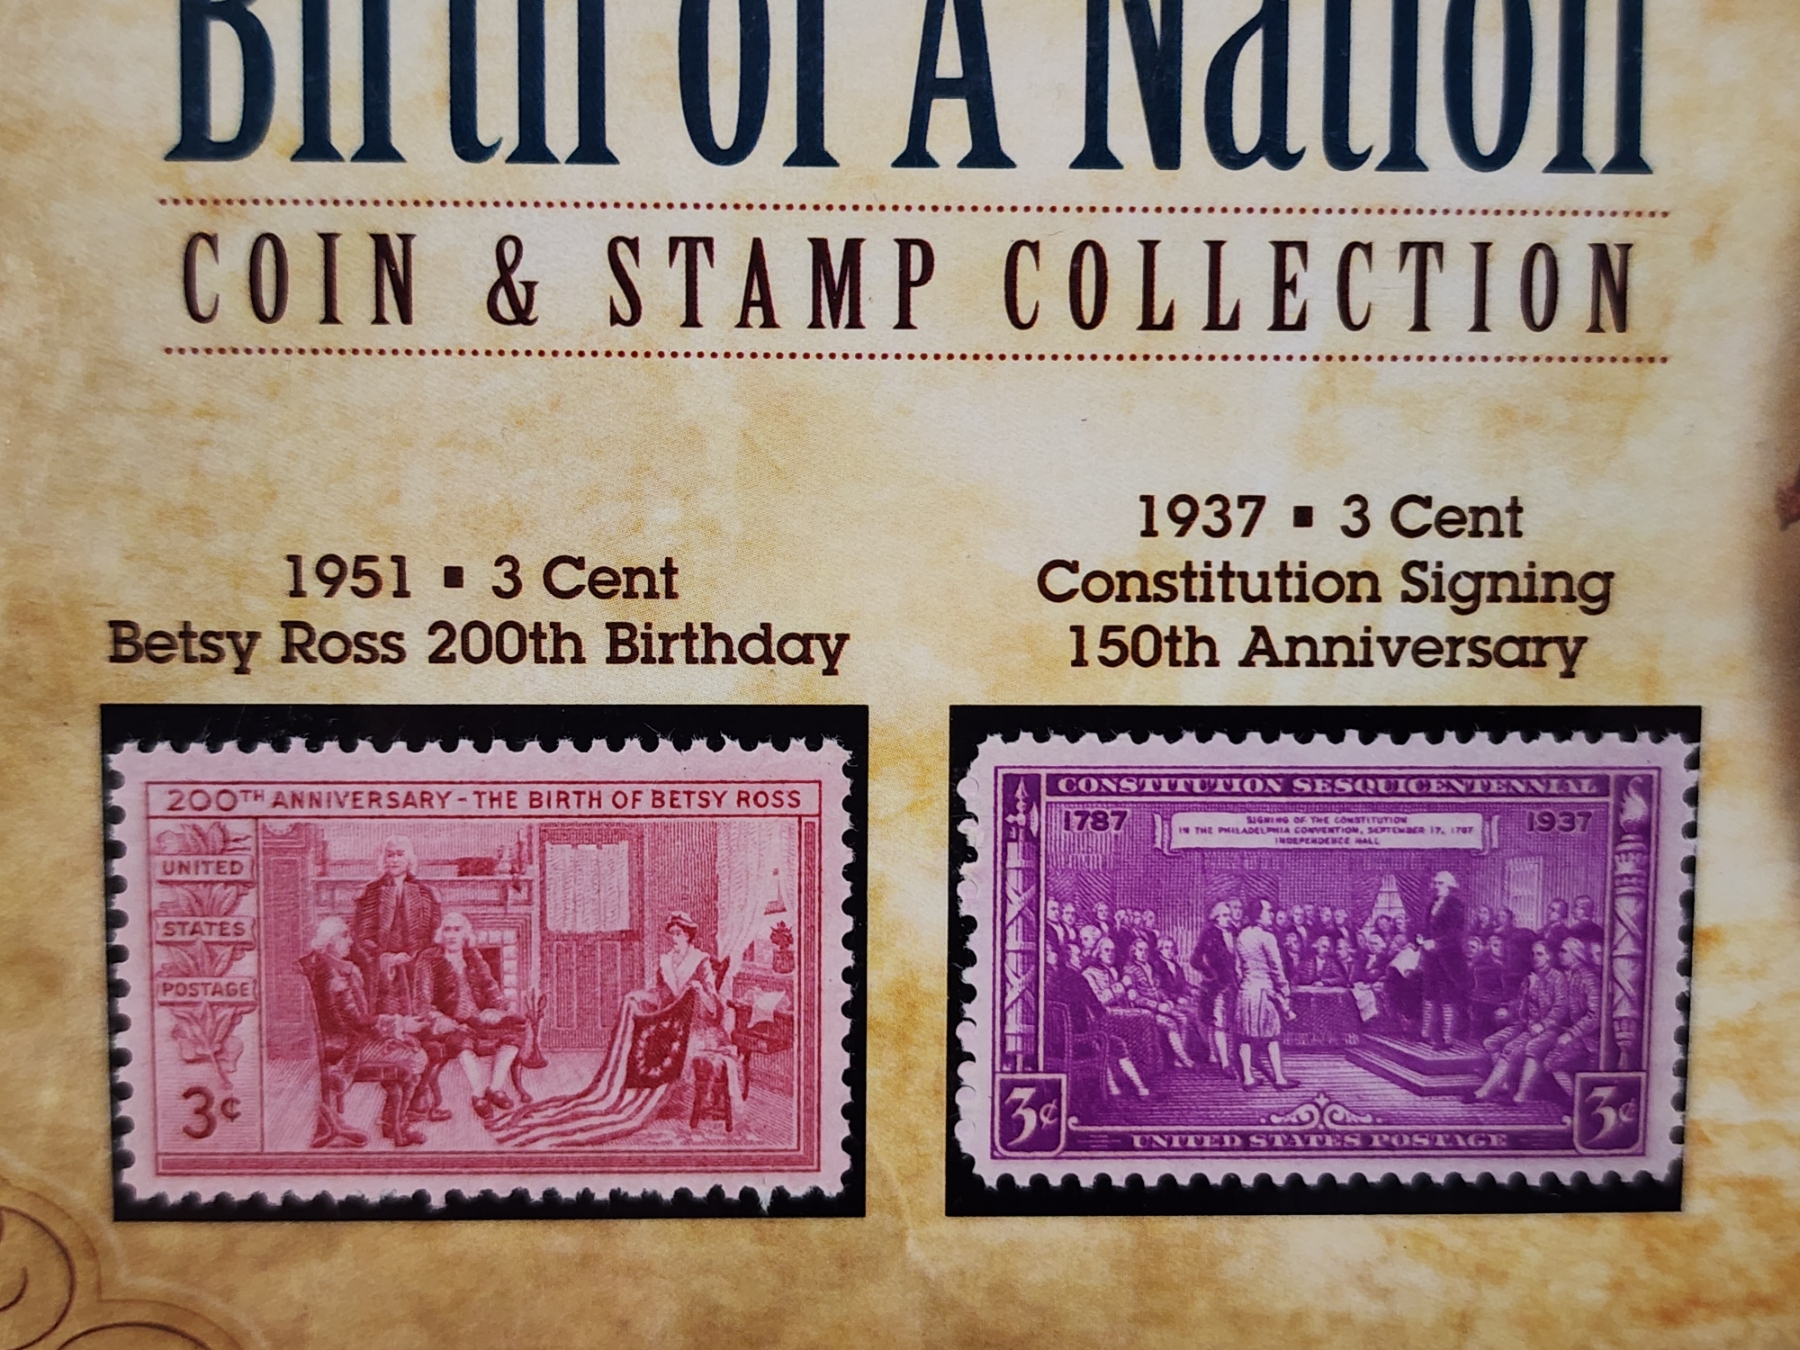 Birth of A Nation
COIN & STAMP COLLECTION
1951 ▪ 3 Cent
Betsy Ross 200th Birthday
200TH ANNIVERSARY - THE BIRTH OF BETSY ROSS
UNITED
STATES
POSTAGE
3¢
1937 ▪ 3 Cent
Constitution Signing
150th Anniversary
CONSTITUTION SESQUICENTENNIAL
1787
SIGNING OF THE CONSTITUTION
IN THE PHILADELPHIA CONVENTION, SEPTEMBER 17, 1787
INDEPENDENCE HALL
1937
3¢
UNITED STATES POSTAGE
3¢